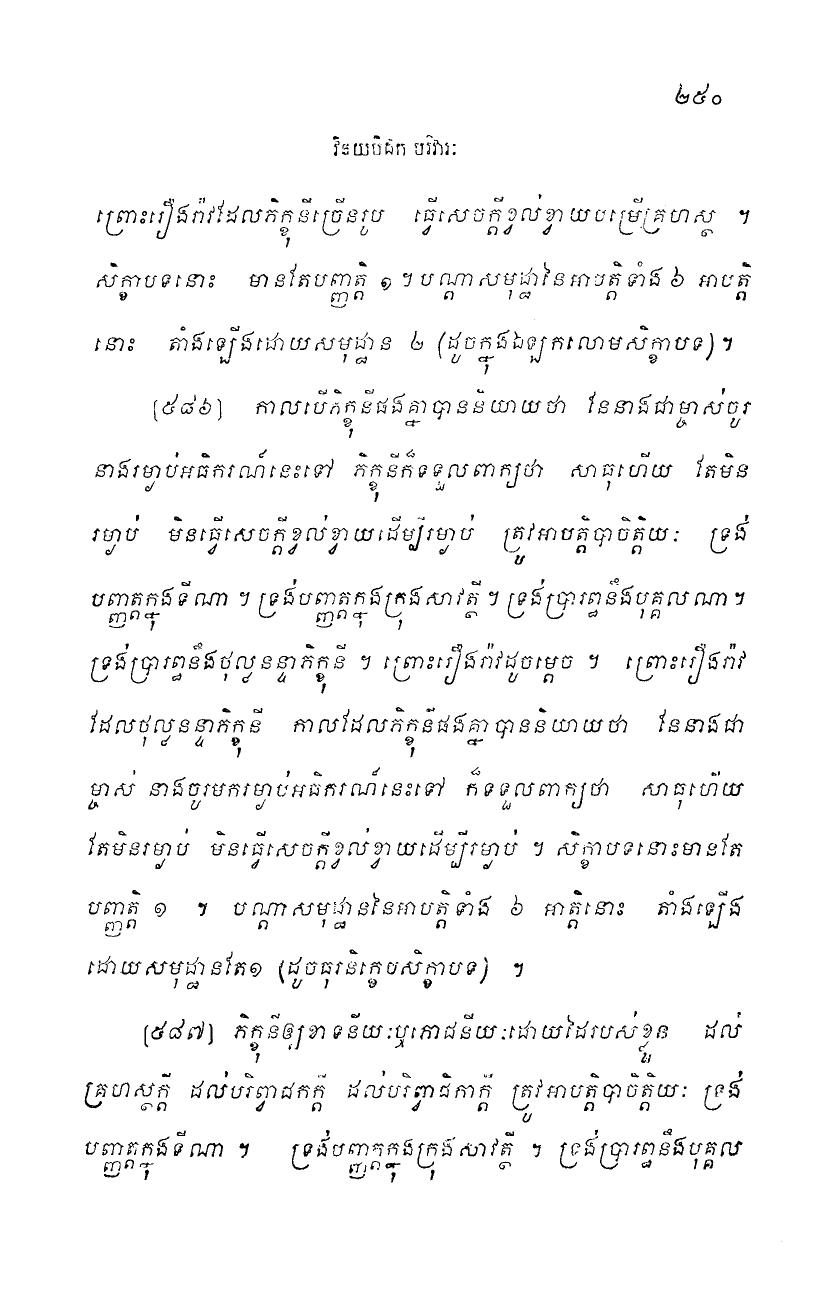 ២៥០
វិនយបិដក បរិវារៈ
ព្រោះរឿងរ៉ាវដែលភិក្ខុនីច្រើនរូប ធ្វើសេចក្តីខ្វល់ខ្វាយបម្រើគ្រហស្ថ ។
សិក្ខាបទនោះ មានតែបញ្ញត្តិ ១ ។ បណ្តាសមុដ្ឋាននៃអាបត្តិទាំង ៦ អាបត្តិ
នោះ តាំងឡើងដោយសមុដ្ឋាន ២ (ដូចក្នុងឯឡកលោមសិក្ខាបទ) ។
[៥៨៦] កាលបើភិក្ខុនីផងគ្នាបាននិយាយថា នែនាងជាម្ចាស់ចូរ
នាងរម្ងាប់អធិករណ៍នេះទៅ ភិក្ខុនីក៏ទទួលពាក្យថា សាធុហើយ តែមិន
រម្ងាប់ មិនធ្វើសេចក្តីខ្វល់ខ្វាយដើម្បីរម្ងាប់ ត្រូវអាបត្តិបាចិត្តិយៈ ទ្រង់
បញ្ញត្តក្នុងទីណា ។ ទ្រង់បញ្ញត្តក្នុងក្រុងសាវត្ថី ។ ទ្រង់ប្រារព្ធនឹងបុគ្គលណា ។
ទ្រង់ប្រារព្ធនឹងថុល្លនន្ទាភិក្ខុនី ។ ព្រោះរឿងរ៉ាវដូចម្តេច ។ ព្រោះរឿងរ៉ាវ
ដែលថុល្លនន្ទាភិក្ខុនី កាលដែលភិក្ខុនីផងគ្នាបាននិយាយថា នែនាងជា
ម្ចាស់ នាងចូរមករម្ងាប់អធិករណ៍នេះទៅ ក៏ទទួលពាក្យថា សាធុហើយ
តែមិនរម្ងាប់ មិនធ្វើសេចក្តីខ្វល់ខ្វាយដើម្បីរម្ងាប់ ។ សិក្ខាបទនោះមានតែ
បញ្ញត្តិ ១ ។ បណ្តាសមុដ្ឋាននៃអាបត្តិទាំង ៦ អាត្តិនោះ តាំងឡើង
ដោយសមុដ្ឋានតែ១ (ដូចធុរនិក្ខេបសិក្ខាបទ) ។
[៥៨៧] ភិក្ខុនីឲ្យខាទនីយៈឬភោជនីយៈដោយដៃរបស់ខ្លួន ដល់
គ្រហស្ថក្តី ដល់បរិព្វាជកក្តី ដល់បរិព្វាជិកាក្តី ត្រូវអាបត្តិបាចិត្តិយៈ ទ្រង់
បញ្ញត្តក្នុងទីណា ។ ទ្រង់បញ្ញត្តក្នុងក្រុងសាវត្ថី ។ ទ្រង់ប្រារព្ធនឹងបុគ្គល